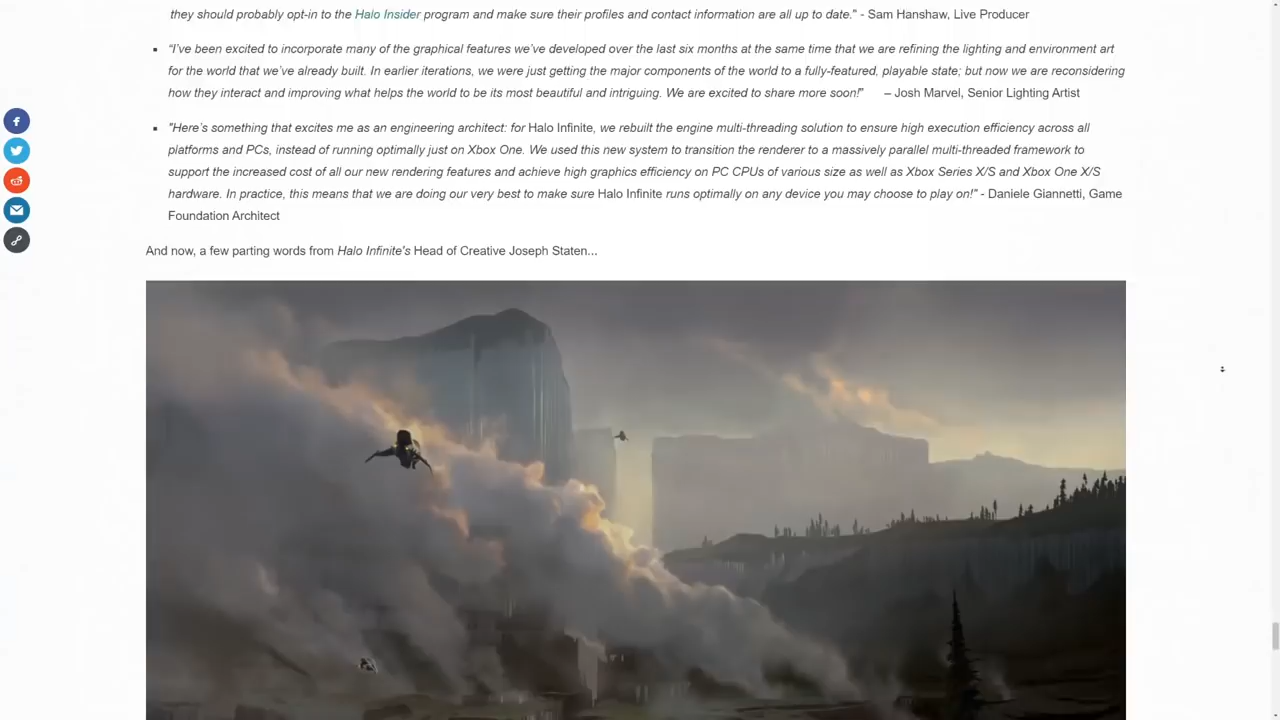 they should probably opt-in to the Halo Insider program and make sure their profiles and contact information are all up to date." - Sam Hanshaw, Live Producer
“I’ve been excited to incorporate many of the graphical features we’ve developed over the last six months at the same time that we are refining the lighting and environment art
for the world that we’ve already built. In earlier iterations, we were just getting the major components of the world to a fully-featured, playable state; but now we are reconsidering
how they interact and improving what helps the world to be its most beautiful and intriguing. We are excited to share more soon!” – Josh Marvel, Senior Lighting Artist
"Here’s something that excites me as an engineering architect: for Halo Infinite, we rebuilt the engine multi-threading solution to ensure high execution efficiency across all
platforms and PCs, instead of running optimally just on Xbox One. We used this new system to transition the renderer to a massively parallel multi-threaded framework to
support the increased cost of all our new rendering features and achieve high graphics efficiency on PC CPUs of various size as well as Xbox Series X/S and Xbox One X/S
hardware. In practice, this means that we are doing our very best to make sure Halo Infinite runs optimally on any device you may choose to play on!" - Daniele Giannetti, Game
Foundation Architect
And now, a few parting words from Halo Infinite's Head of Creative Joseph Staten...